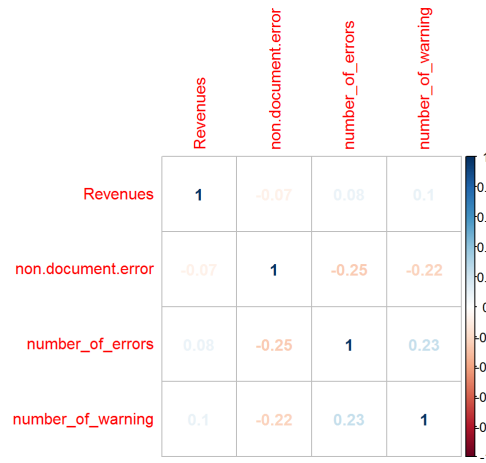 Revenues
non.document.error
number_of_errors
number_of_warning
Revenues 1 -0.07 0.08 0.1
non.document.error -0.07 1 -0.25 -0.22
number_of_errors 0.08 -0.25 1 0.23
number_of_warning 0.1 -0.22 0.23 1